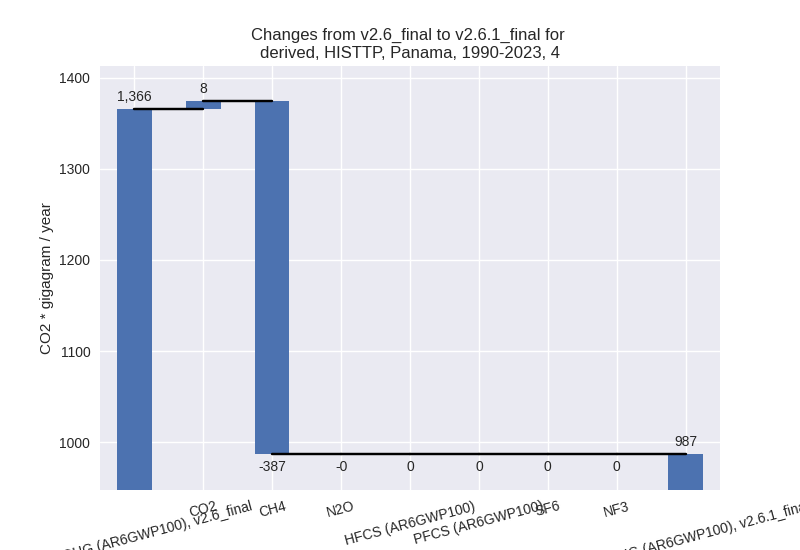 Changes from v2.6_final to v2.6.1_final for
derived, HISTTP, Panama, 1990-2023, 4
CO2 * gigagram / year
1400
1300
1200
1100
1000
1,366
8
-387
-0
0
0
0
0
987
(AR6GWP100), v2.6_final
CO2
CH4
N2O
HFCS (AR6GWP100)
PFCS (AR6GWP100)
SF6
NF3
(AR6GWP100), v2.6.1_fina